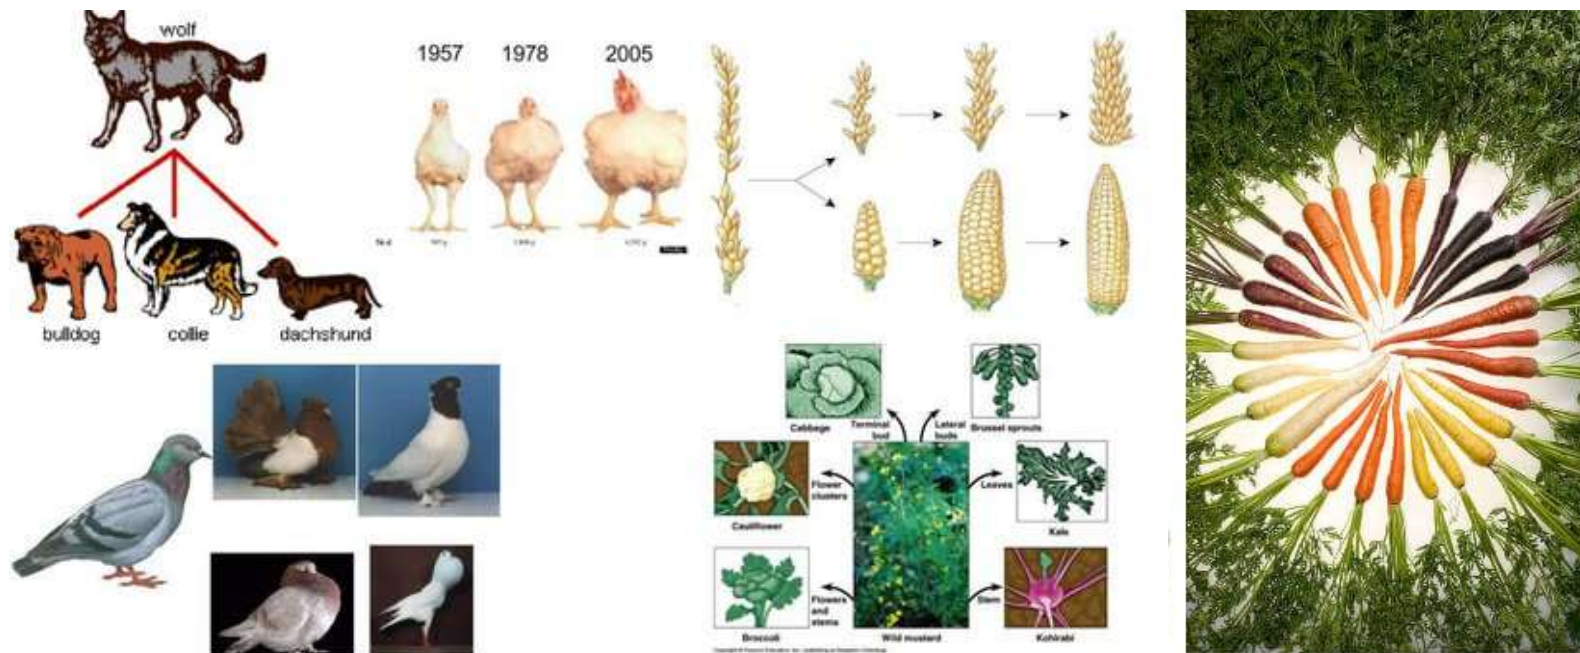 wolf
bulldog
collie
dachshund
1957
1978
2005
Cabbage
Terminal
bud
Lateral
buds
Brussel sprouts
Flower
clusters
Cauliflower
Leaves
Kale
Flowers
and
stems
Broccoli
Wild mustard
Stem
Kohlrabi